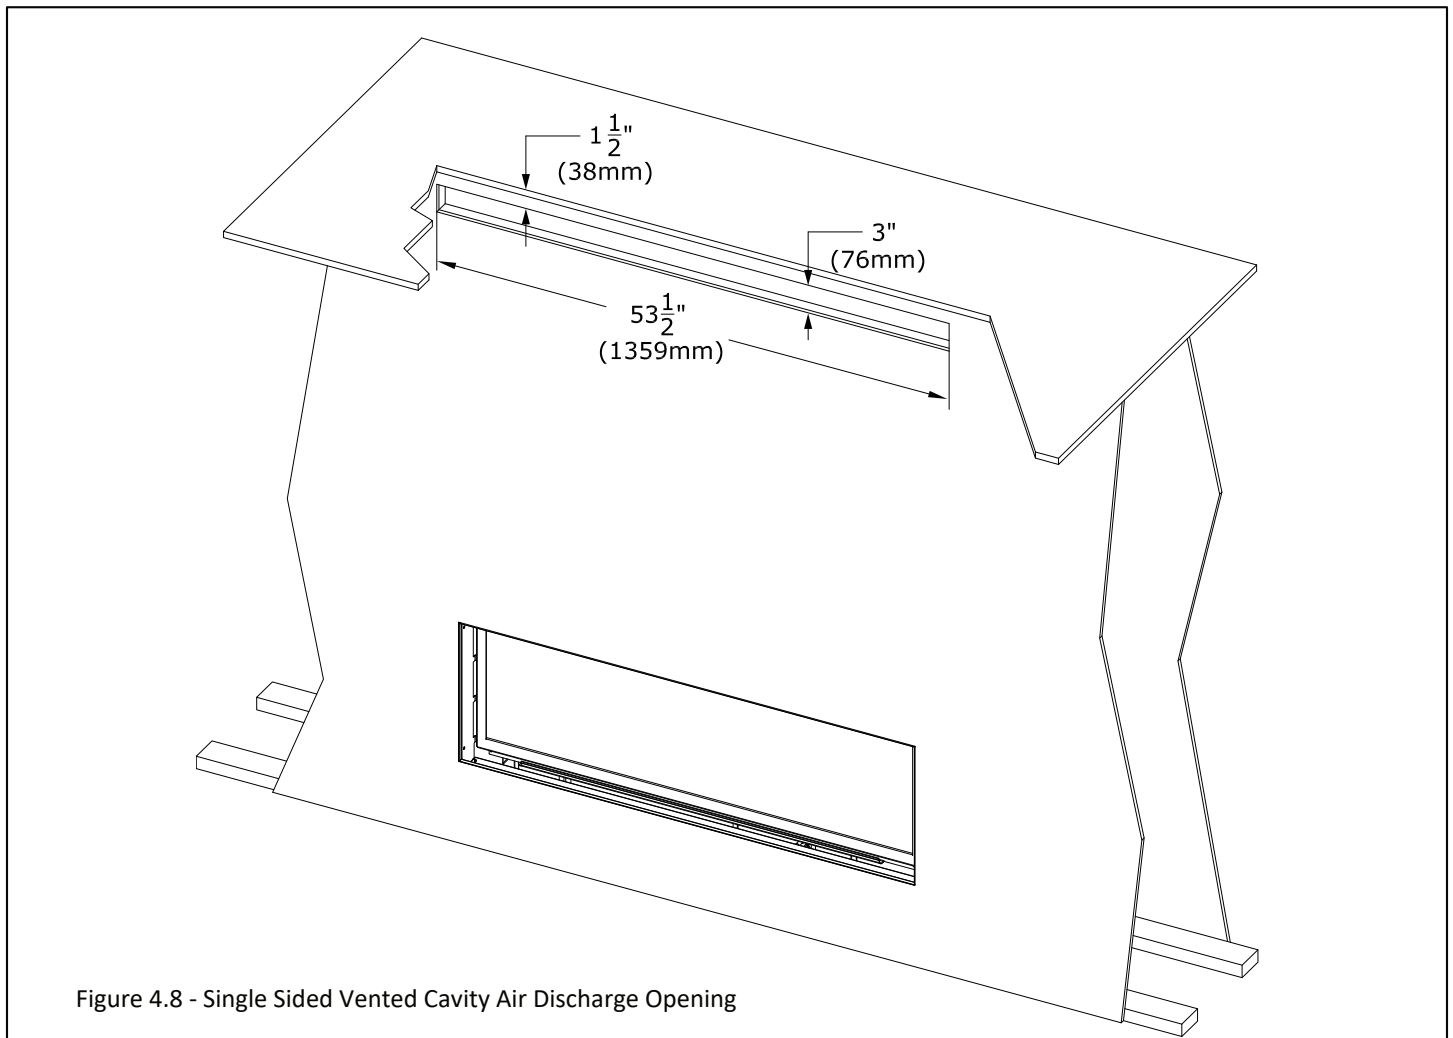 1 1/2"
(38mm)
3"
(76mm)
53 1/2"
(1359mm)
Figure 4.8 - Single Sided Vented Cavity Air Discharge Opening